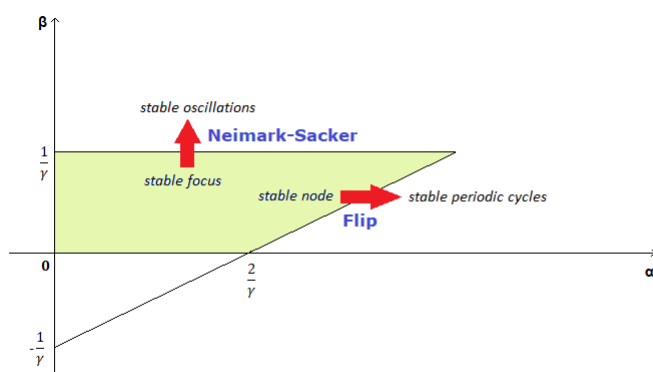 β
stable oscillations
Neimark-Sacker
1
γ
stable focus
stable node
stable periodic cycles
Flip
0
2
γ
α
-1
γ